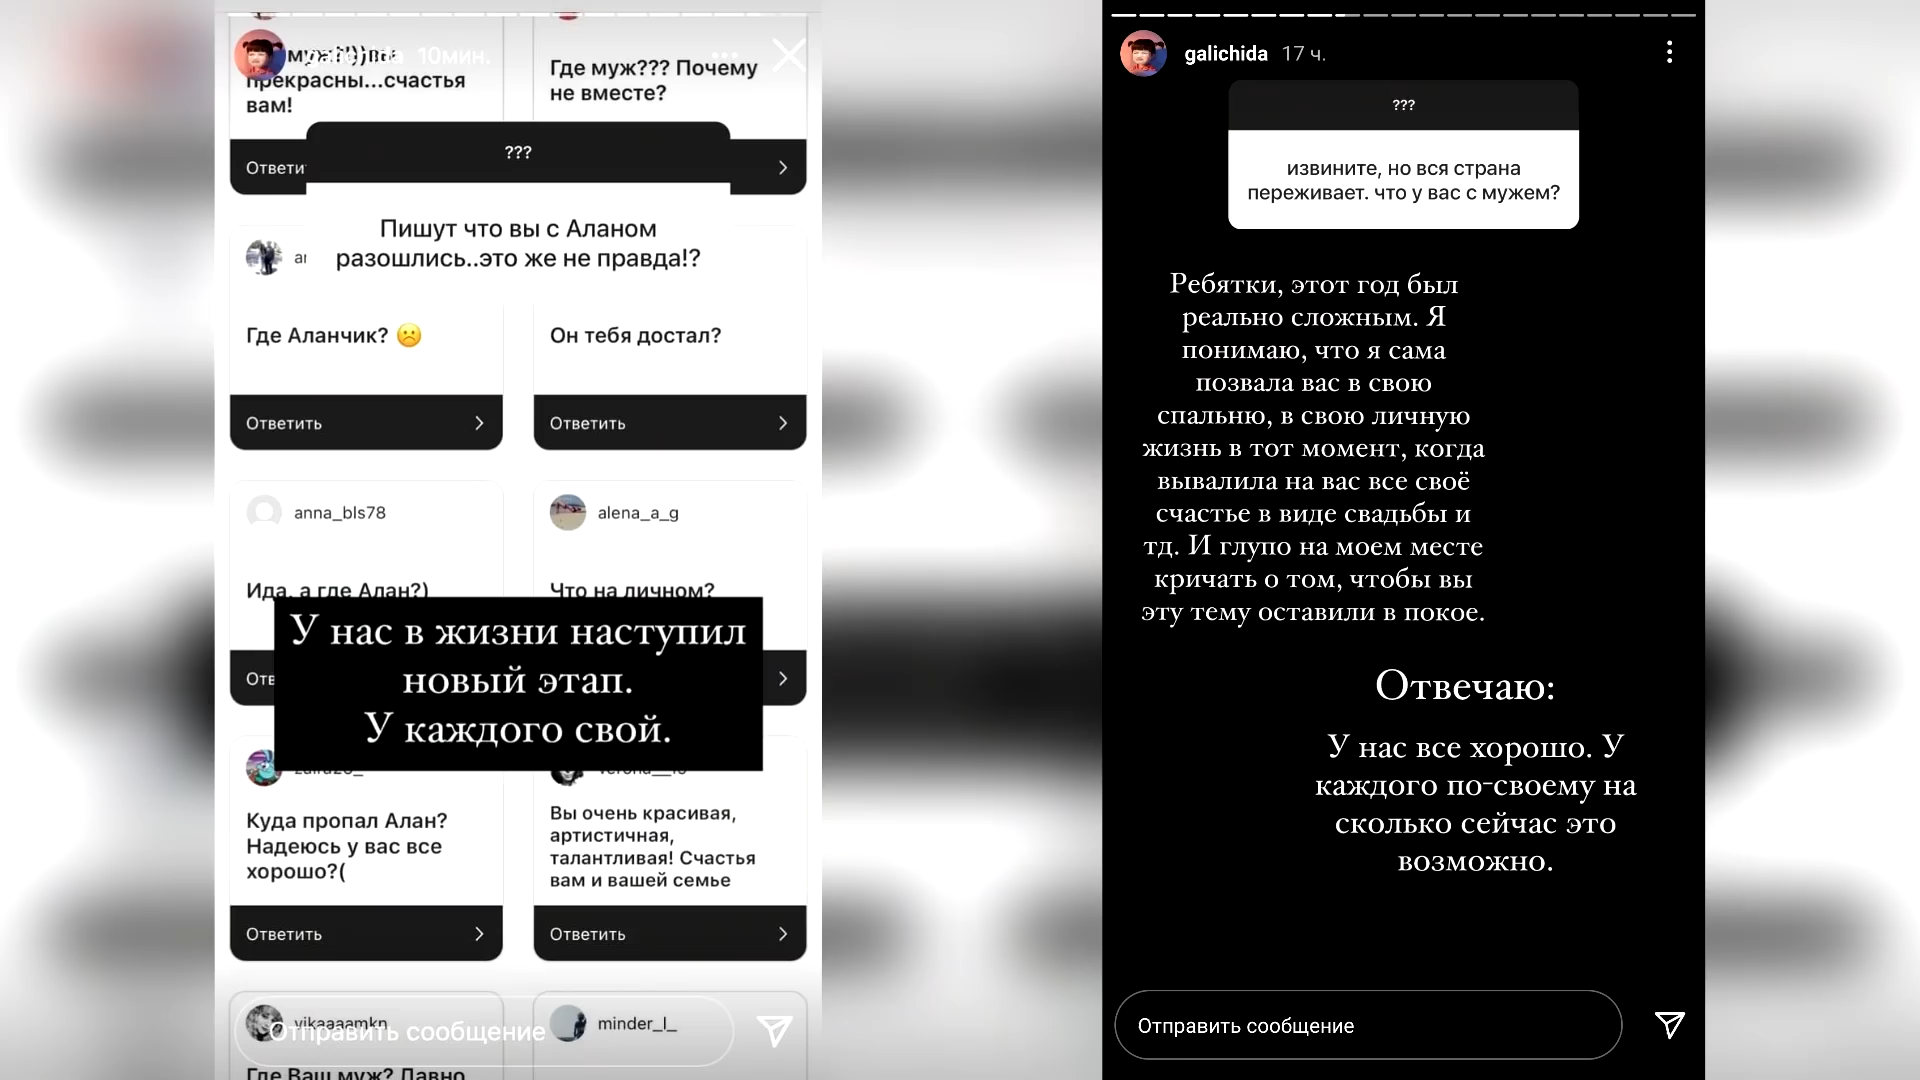 galichida 10мин.
муж?'))вы
прекрасны...счастья
вам!
Где муж??? Почему
не вместе?
Ответи
???
Пишут что вы с Аланом
разошлись..это же не правда!?
ar
Где Аланчик? ☹️
Он тебя достал?
Ответить
Ответить
anna_bls78
alena_a_g
Ида, а где Алан?)
Что на личном?
Отв
У нас в жизни наступил
новый этап.
У каждого свой.
Куда пропал Алан?
Надеюсь у вас все
хорошо?(
Вы очень красивая,
артистичная,
талантливая! Счастья
вам и вашей семье
Ответить
Ответить
vikaaaamkn
minder_l_
Отправить сообщение
Где Ваш муж? Давно
galichida 17 ч.
???
извините, но вся страна
переживает. что у вас с мужем?
Ребятки, этот год был
реально сложным. Я
понимаю, что я сама
позвала вас в свою
спальню, в свою личную
жизнь в тот момент, когда
вывалила на вас все своё
счастье в виде свадьбы и
тд. И глупо на моем месте
кричать о том, чтобы вы
эту тему оставили в покое.
Отвечаю:
У нас все хорошо. У
каждого по-своему на
сколько сейчас это
возможно.
Отправить сообщение